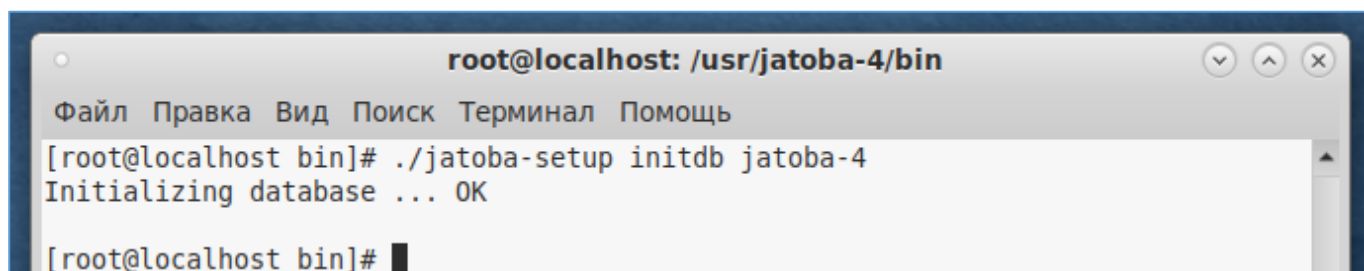 root@localhost: /usr/jatoba-4/bin
Файл Правка Вид Поиск Терминал Помощь
[root@localhost bin]# ./jatoba-setup initdb jatoba-4
Initializing database ... OK
[root@localhost bin]#